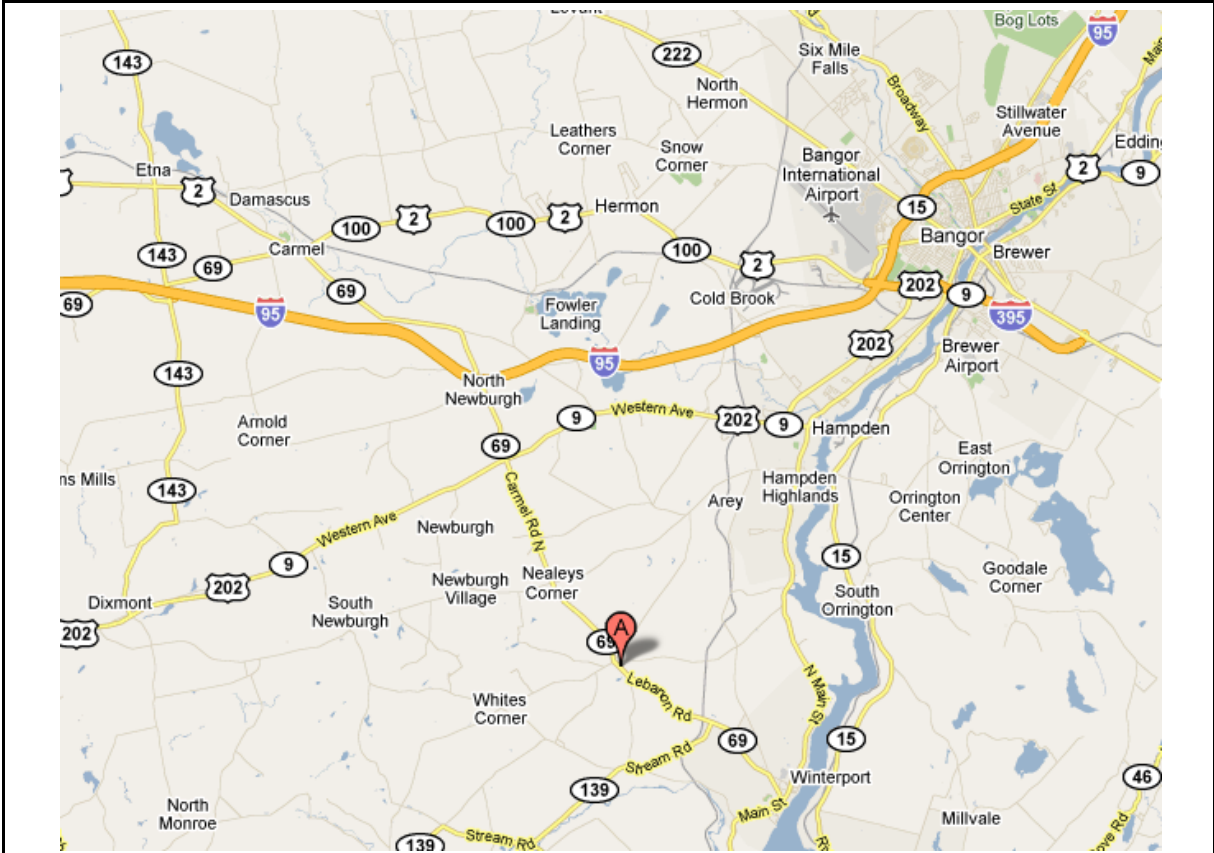 Bog Lots
95
143
222
Six Mile
Falls
Main
North
Hermon
Broadway
Stillwater
Avenue
Leathers
Corner
Snow
Corner
Bangor
International
Airport
Eddin
Etna
2
2
9
Damascus
Hermon
15
State St
100
2
100
2
Bangor
Carmel
143
100
Brewer
69
2
69
Cold Brook
202
9
69
95
Fowler
Landing
395
202
Brewer
Airport
95
143
North
Newburgh
Arnold
Corner
9
Western Ave
202
9
Hampden
69
East
Orrington
ns Mills
143
Carmel Rd N
Hampden
Highlands
Arey
Orrington
Center
Western Ave
Newburgh
9
15
Nealeys
Corner
Goodale
Corner
202
Newburgh
Village
Dixmont
South
Newburgh
South
Orrington
202
69
A
Lebanon Rd
N Main St
Whites
Corner
69
15
Stream Rd
Winterport
46
139
North
Monroe
Main St
Millvale
Stream Rd
139
ove Rd